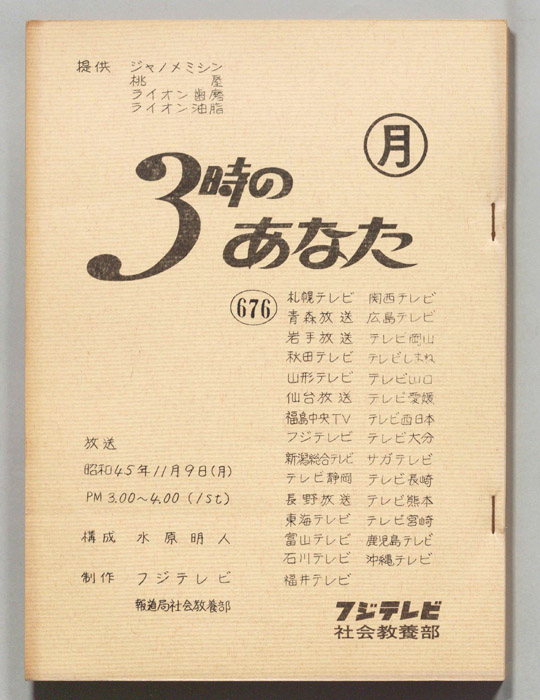 提供 ジャノメミシン
桃屋
ライオン歯磨
ライオン油脂
月
3時の
あなた
676
札幌テレビ 関西テレビ
青森放送 広島テレビ
岩手放送 テレビ岡山
秋田テレビ テレビしまね
山形テレビ テレビ山口
仙台放送 テレビ愛媛
福島中央TV テレビ西日本
フジテレビ テレビ大分
新潟総合テレビ サガテレビ
テレビ静岡 テレビ長崎
長野放送 テレビ熊本
東海テレビ テレビ宮崎
富山テレビ 鹿児島テレビ
石川テレビ 沖縄テレビ
福井テレビ
放送
昭和45年11月9日(月)
PM 3.00~4.00 (1st)
構成 水原明人
制作 フジテレビ
報道局社会教養部
フジテレビ
社会教養部